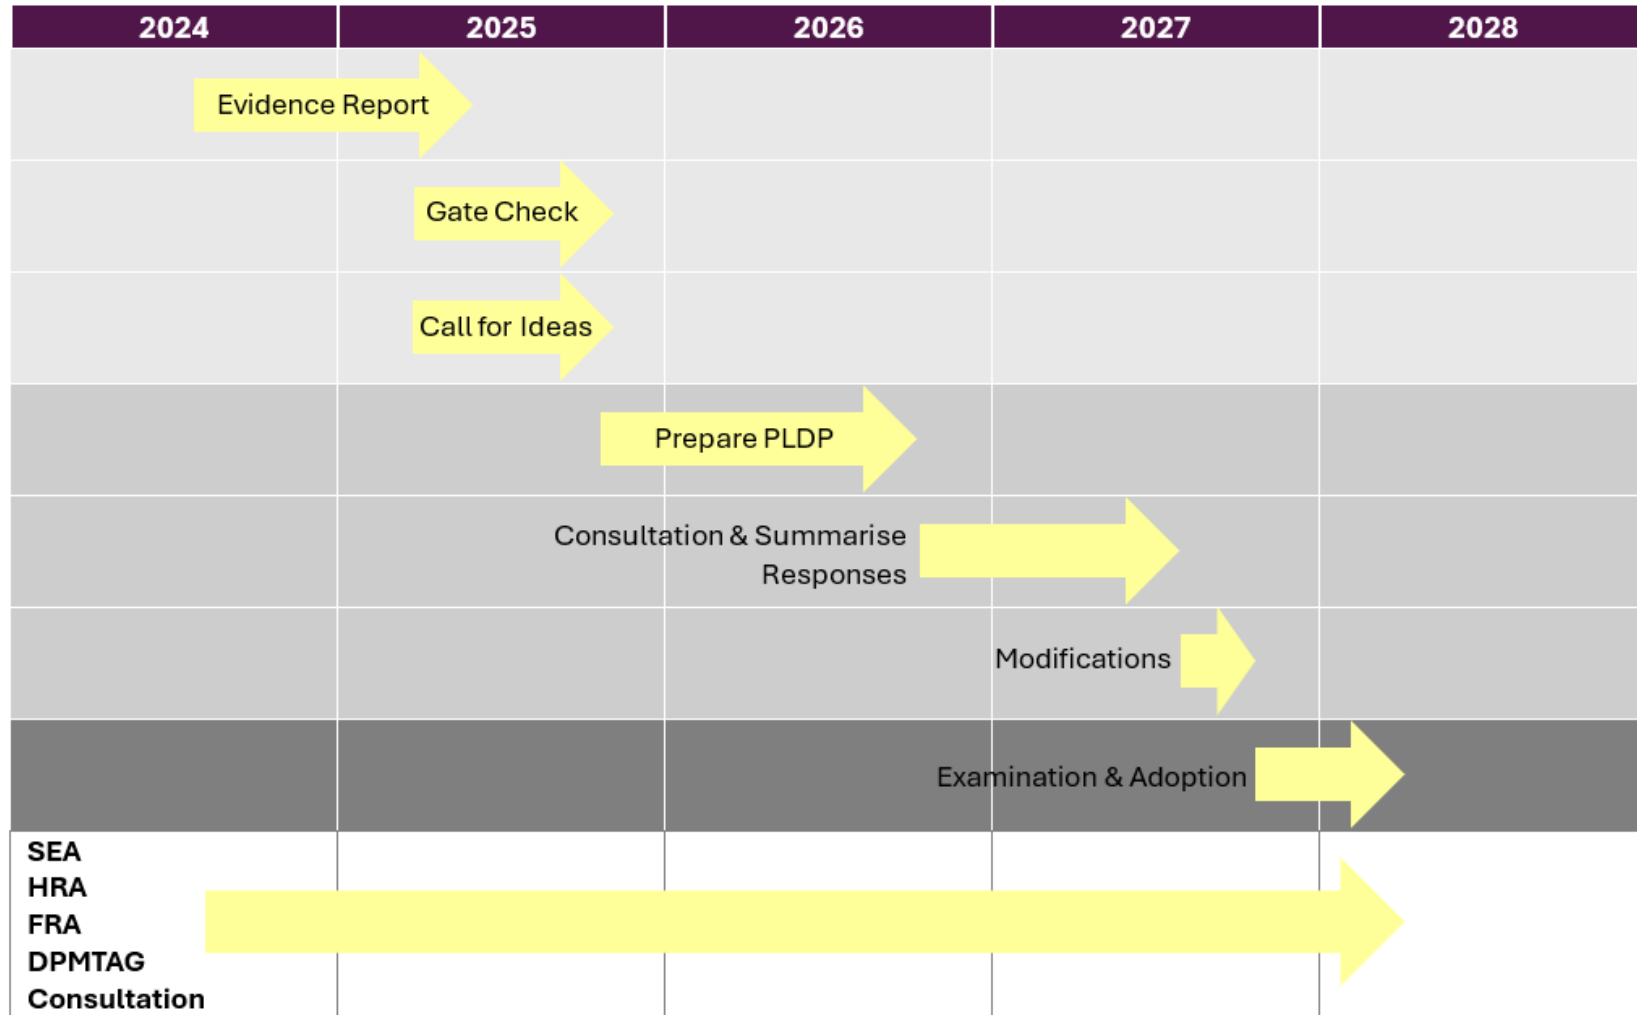 2024 2025 2026 2027 2028
Evidence Report
Gate Check
Call for Ideas
Prepare PLDP
Consultation & Summarise
Responses
Modifications
Examination & Adoption
SEA
HRA
FRA
DPMTAG
Consultation